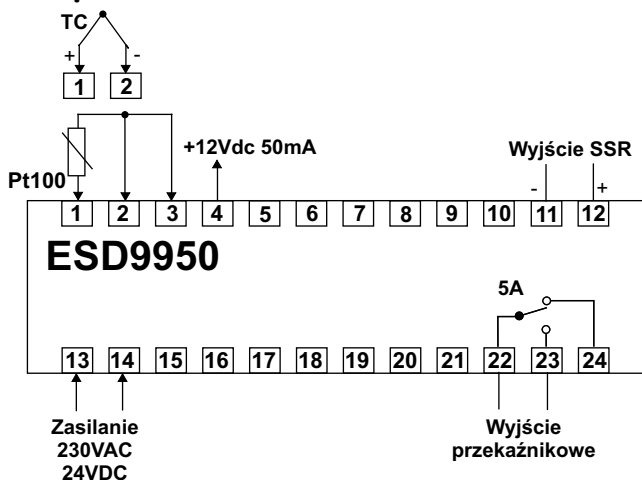 TC
+ -
1 2
+12Vdc 50mA
Wyjście SSR
Pt100
- +
1 2 3 4 5 6 7 8 9 10 11 12
ESD9950
5A
13 14 15 16 17 18 19 20 21 22 23 24
Zasilanie
230VAC
24VDC
Wyjście
przekaźnikowe